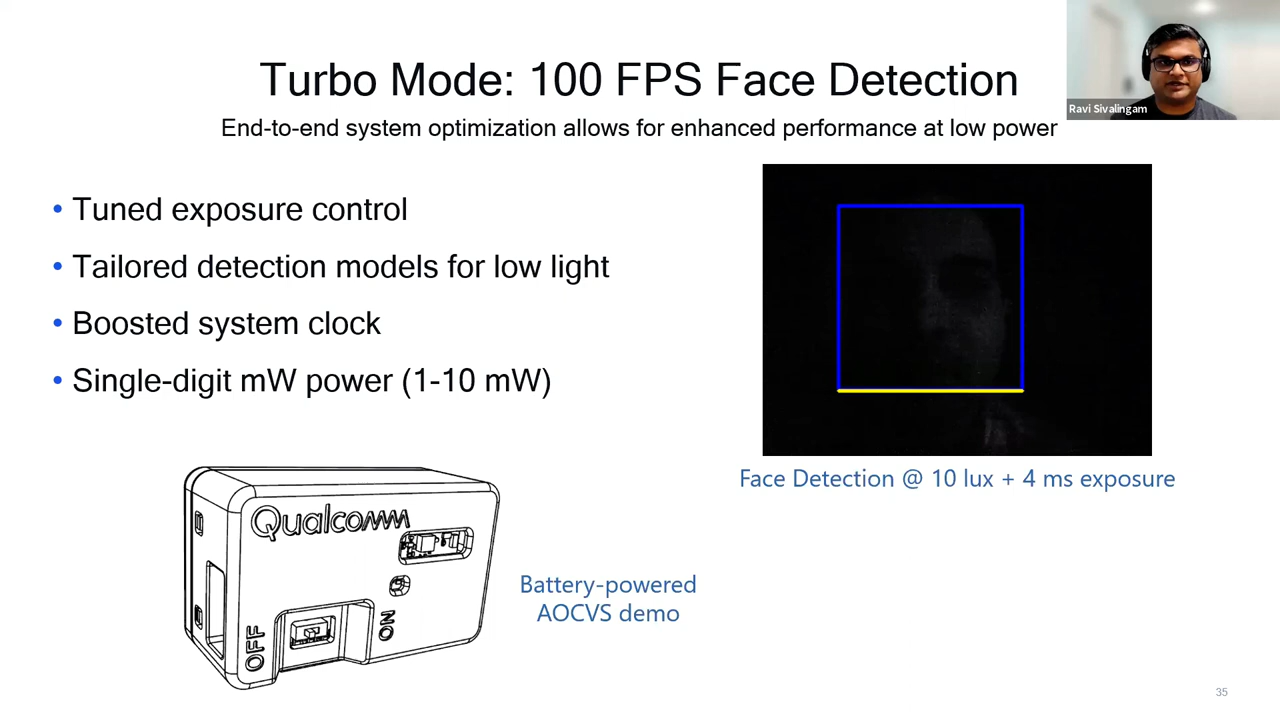 Turbo Mode: 100 FPS Face Detection
End-to-end system optimization allows for enhanced performance at low power
Ravi Sivalingam
• Tuned exposure control
• Tailored detection models for low light
• Boosted system clock
• Single-digit mW power (1-10 mW)
Face Detection @ 10 lux + 4 ms exposure
Qualcomm
OFF
ON
Battery-powered
AOCVS demo
35